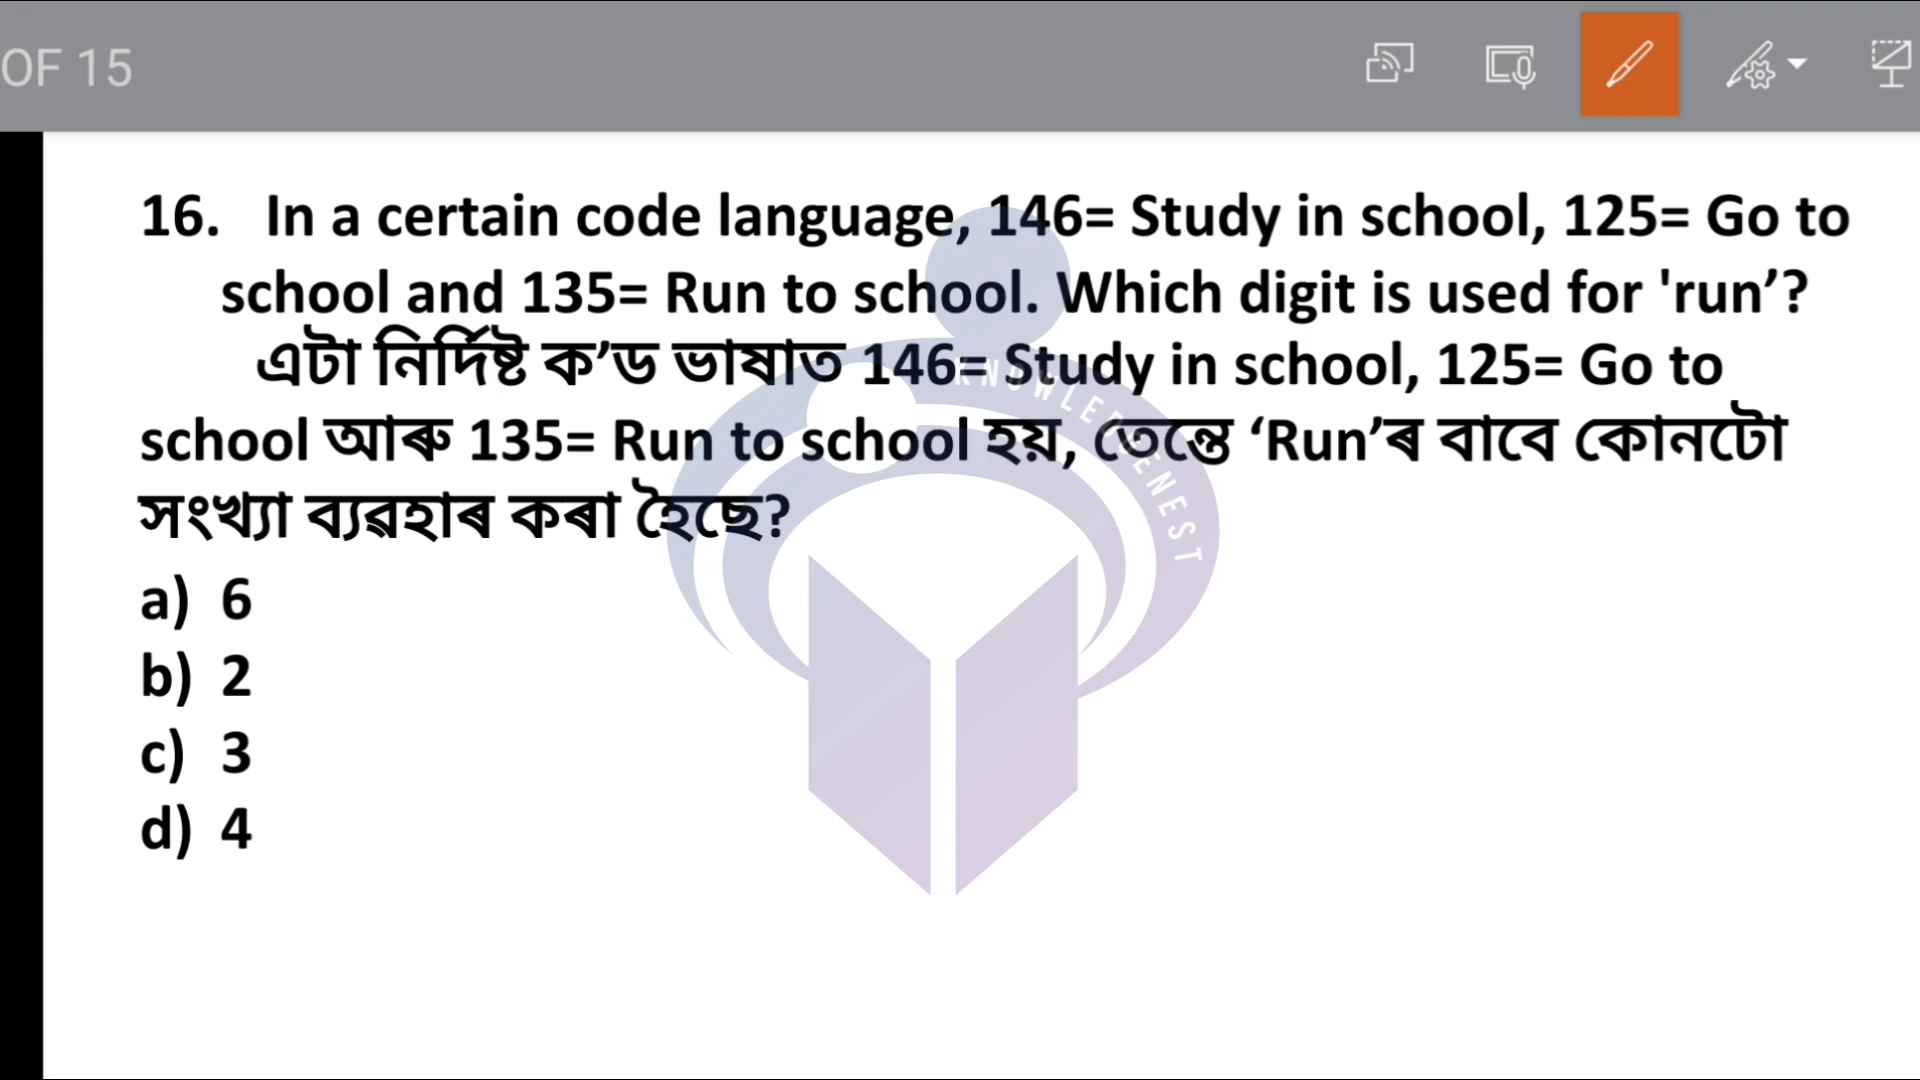 OF 15
16. In a certain code language, 146= Study in school, 125= Go to
school and 135= Run to school. Which digit is used for 'run’?
এটা নিৰ্দিষ্ট ক’ড ভাষাত 146= Study in school, 125= Go to
school আৰু 135= Run to school হয়, তেন্তে ‘Run’ৰ বাবে কোনটো
সংখ্যা ব্যৱহাৰ কৰা হৈছে?
KNOWLEDGENEST
a) 6
b) 2
c) 3
d) 4